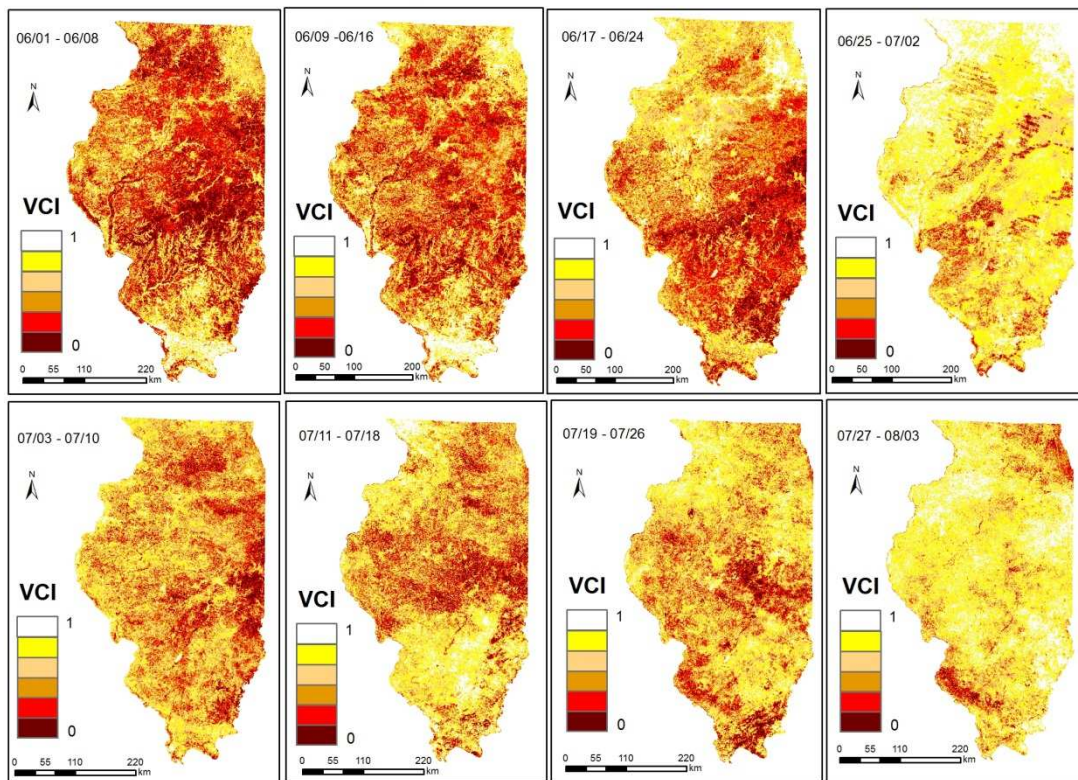 06/01 - 06/08
N
VCI
1
0
0 55 110 220
km
06/09 -06/16
N
VCI
1
0
0 50 100 200
km
06/17 - 06/24
N
VCI
1
0
0 50 100 200
km
06/25 - 07/02
N
VCI
1
0
0 55 110 220
km
07/03 - 07/10
N
VCI
1
0
0 55 110 220
km
07/11 - 07/18
N
VCI
1
0
0 55 110 220
km
07/19 - 07/26
N
VCI
1
0
0 55 110 220
km
07/27 - 08/03
N
VCI
1
0
0 55 110 220
km